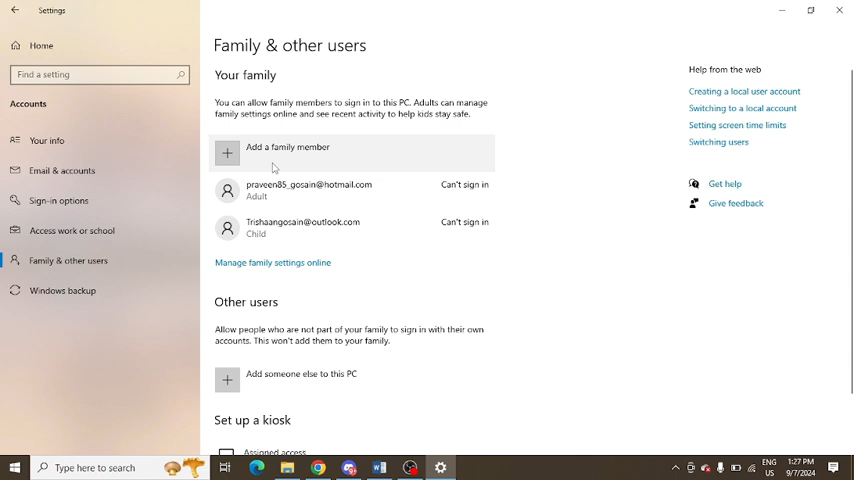 Settings
Home
Find a setting
Accounts
Your info
Email & accounts
Sign-in options
Access work or school
Family & other users
Windows backup
Family & other users
Your family
You can allow family members to sign in to this PC. Adults can manage
family settings online and see recent activity to help kids stay safe.
Add a family member
praveen85_gosain@hotmail.com
Can't sign in
Adult
Trishaangosain@outlook.com
Can't sign in
Child
Manage family settings online
Other users
Allow people who are not part of your family to sign in with their own
accounts. This won't add them to your family.
Add someone else to this PC
Set up a kiosk
Assigned access
Help from the web
Creating a local user account
Switching to a local account
Setting screen time limits
Switching users
Get help
Give feedback
Type here to search
ENG
US
1:27 PM
9/7/2024